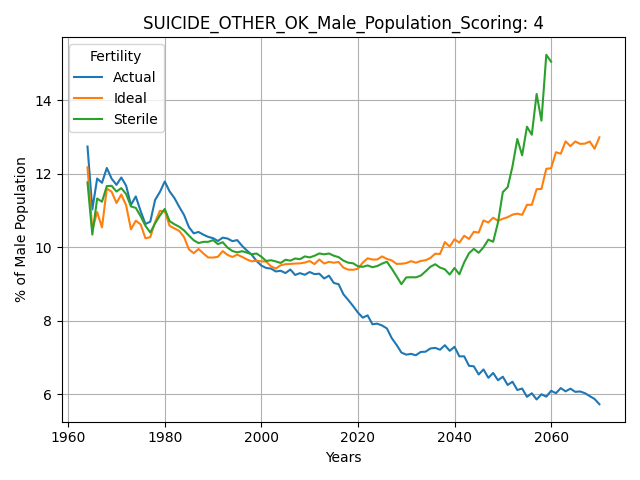 SUICIDE_OTHER_OK_Male_Population_Scoring: 4
Fertility
Actual
Ideal
Sterile
% of Male Population
14
12
10
8
6
1960 1980 2000 2020 2040 2060
Years